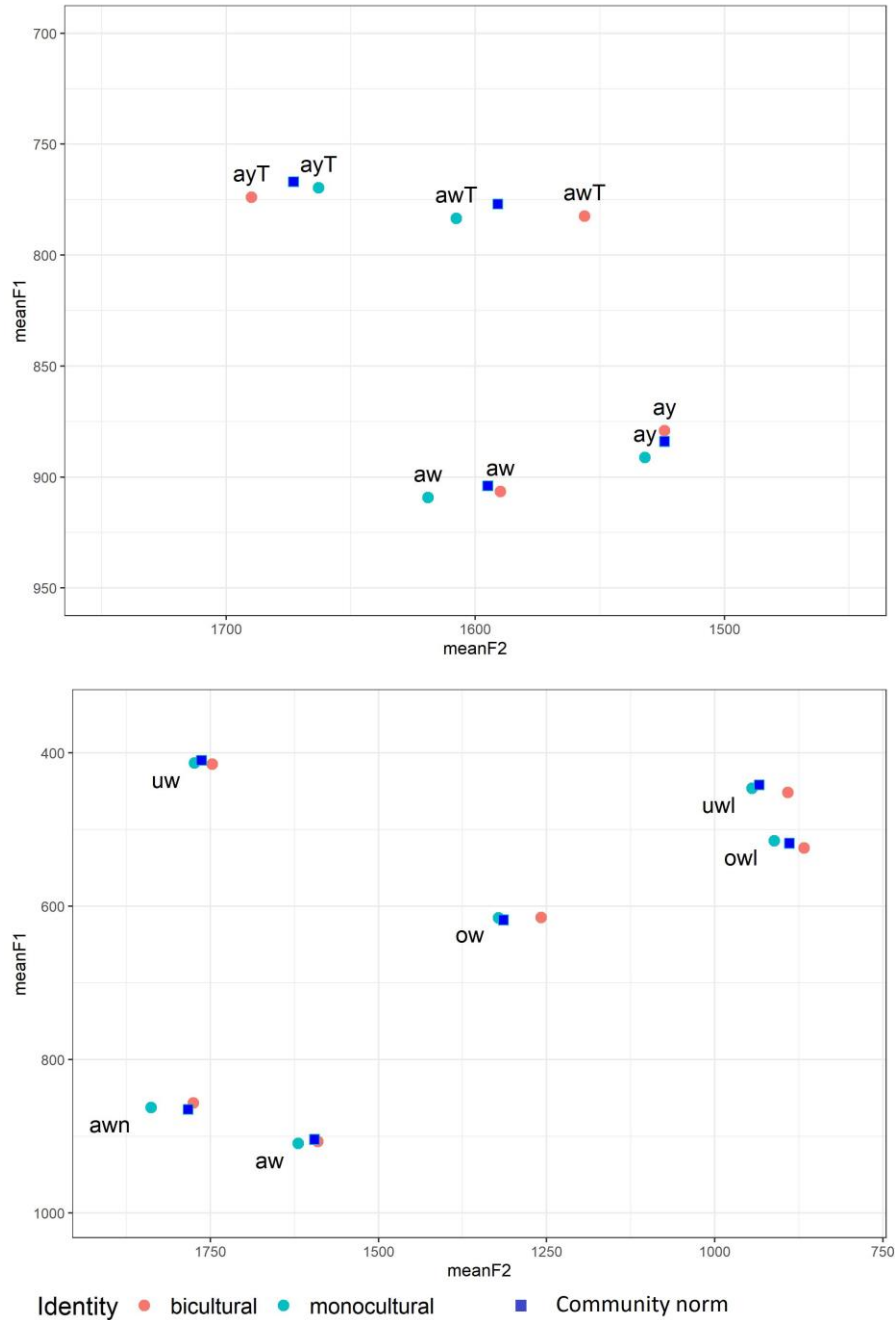 700
750
ayT
ayT
awT
awT
800
meanF1
850
ay
ay
aw
aw
900
950
1700
1600
1500
meanF2
400
uw
uwl
owl
600
ow
meanF1
800
awn
aw
1000
1750
1500
1250
1000
750
meanF2
Identity bicultural monocultural Community norm